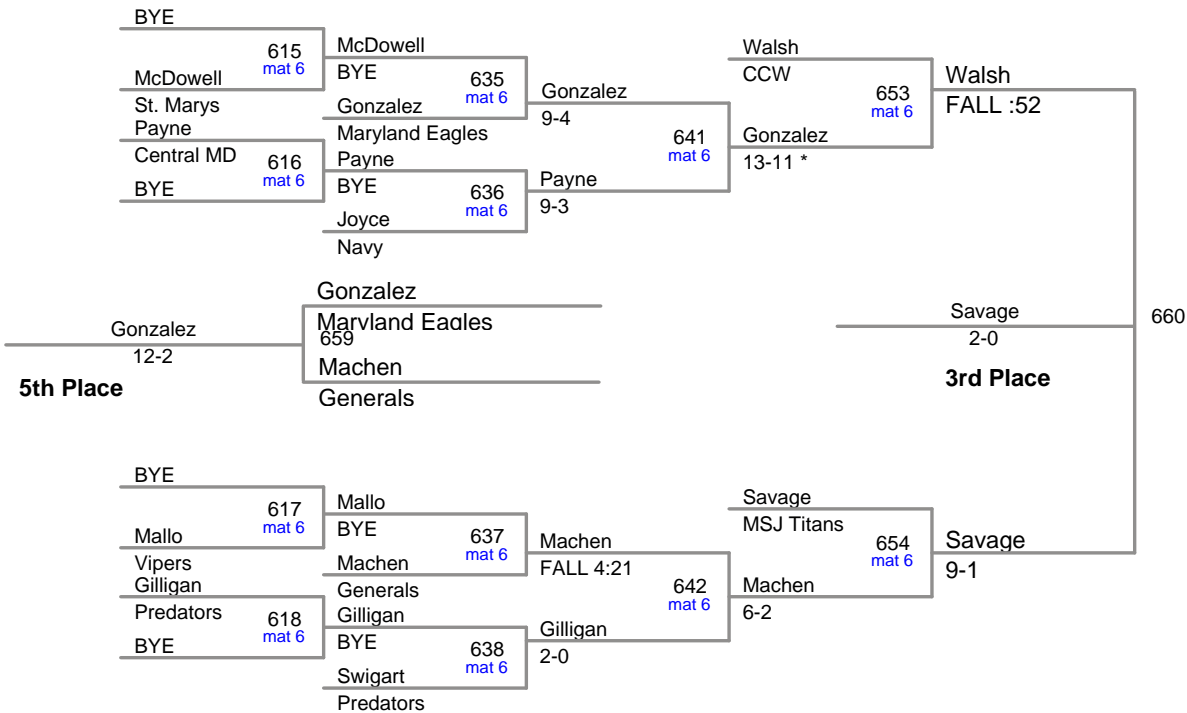 BYE
615
mat 6
McDowell
St. Marys
Payne
Central MD
616
mat 6
BYE
McDowell
BYE
635
mat 6
Gonzalez
Maryland Eagles
Payne
BYE
636
mat 6
Joyce
Navy
Gonzalez
9-4
641
mat 6
Payne
9-3
Walsh
CCW
653
mat 6
Gonzalez
13-11 *
Walsh
FALL :52
Gonzalez
12-2
5th Place
Gonzalez
Maryland Eagles
659
Machen
Generals
Savage
2-0
3rd Place
660
BYE
617
mat 6
Mallo
Vipers
Gilligan
Predators
618
mat 6
BYE
Mallo
BYE
637
mat 6
Machen
Generals
Gilligan
BYE
638
mat 6
Swigart
Predators
Machen
FALL 4:21
642
mat 6
Gilligan
2-0
Savage
MSJ Titans
654
mat 6
Machen
6-2
Savage
9-1